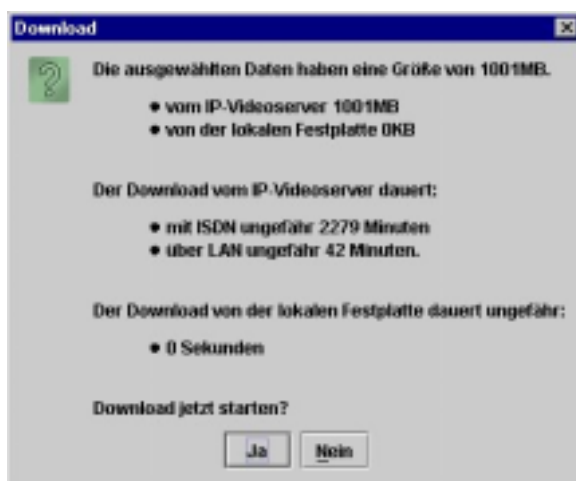 Download
Die ausgewählten Daten haben eine Größe von 1001MB.
• vom IP-Videoserver 1001MB
• von der lokalen Festplatte 0KB
Der Download vom IP-Videoserver dauert:
• mit ISDN ungefähr 2279 Minuten
• über LAN ungefähr 42 Minuten.
Der Download von der lokalen Festplatte dauert ungefähr:
• 0 Sekunden
Download jetzt starten?
Ja Nein